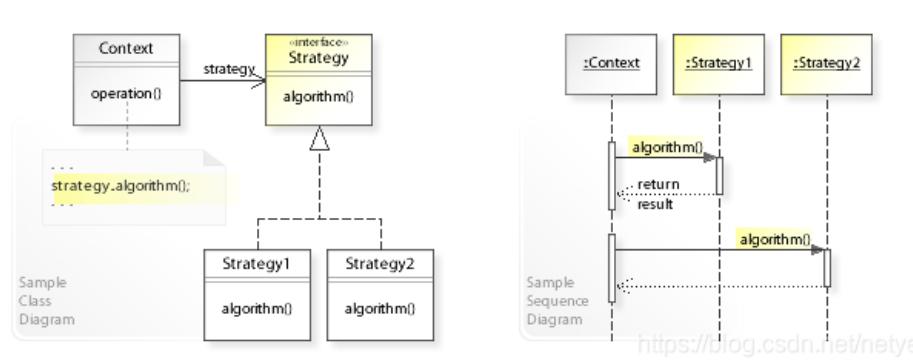 Context
operation()
strategy
«interface»
Strategy
algorithm()
. . .
strategy.algorithm();
. . .
Strategy1
algorithm()
Strategy2
algorithm()
Sample
Class
Diagram
:Context
:Strategy1
:Strategy2
algorithm()
return
result
algorithm()
Sample
Sequence
Diagram
https://blog.csdn.net/netya